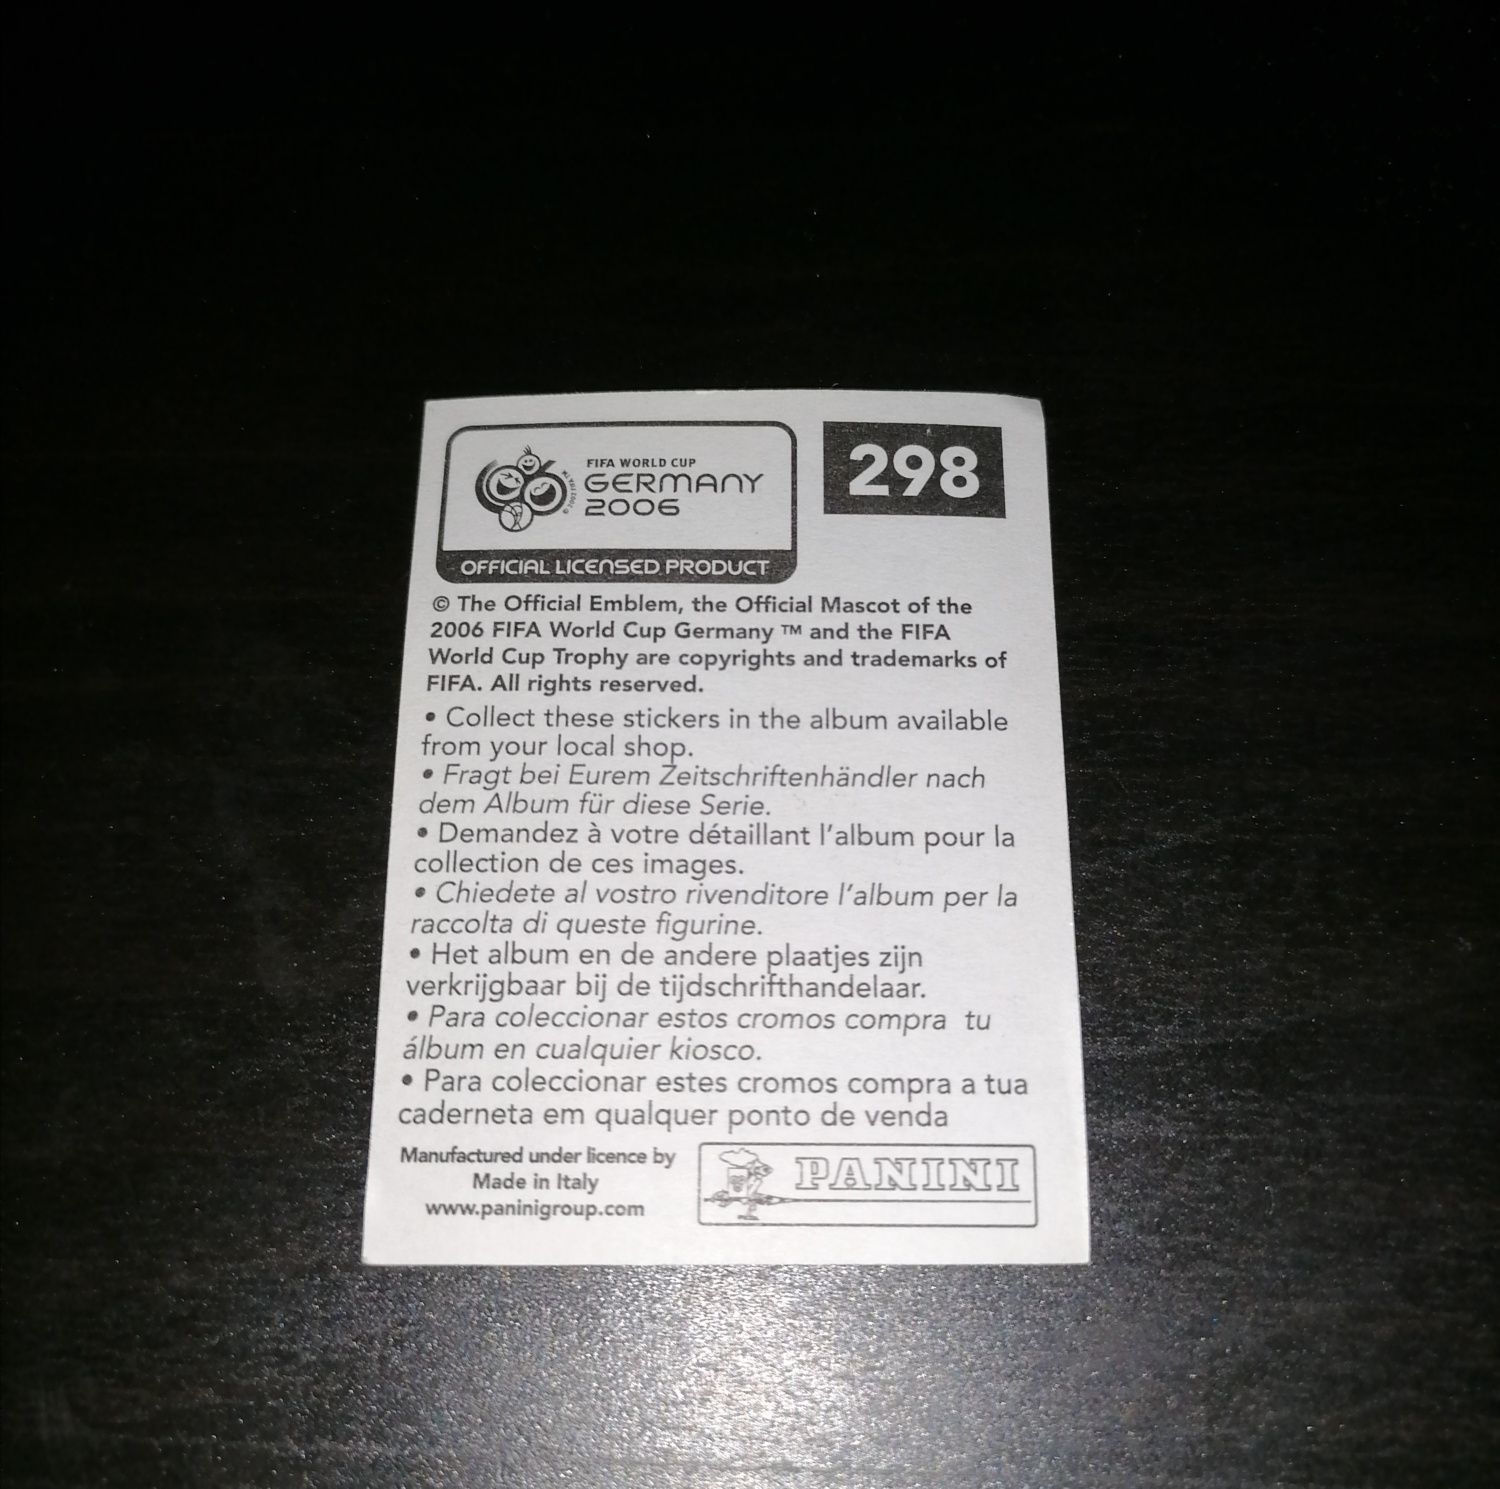 FIFA WORLD CUP
GERMANY
2006
OFFICIAL LICENSED PRODUCT
298
© The Official Emblem, the Official Mascot of the
2006 FIFA World Cup Germany ™ and the FIFA
World Cup Trophy are copyrights and trademarks of
FIFA. All rights reserved.
• Collect these stickers in the album available
from your local shop.
• Fragt bei Eurem Zeitschriftenhändler nach
dem Album für diese Serie.
• Demandez à votre détaillant l'album pour la
collection de ces images.
• Chiedete al vostro rivenditore l'album per la
raccolta di queste figurine.
• Het album en de andere plaatjes zijn
verkrijgbaar bij de tijdschrifthandelaar.
• Para coleccionar estos cromos compra tu
álbum en cualquier kiosco.
• Para coleccionar estes cromos compra a tua
caderneta em qualquer ponto de venda
Manufactured under licence by
Made in Italy
www.paninigroup.com
PANINI